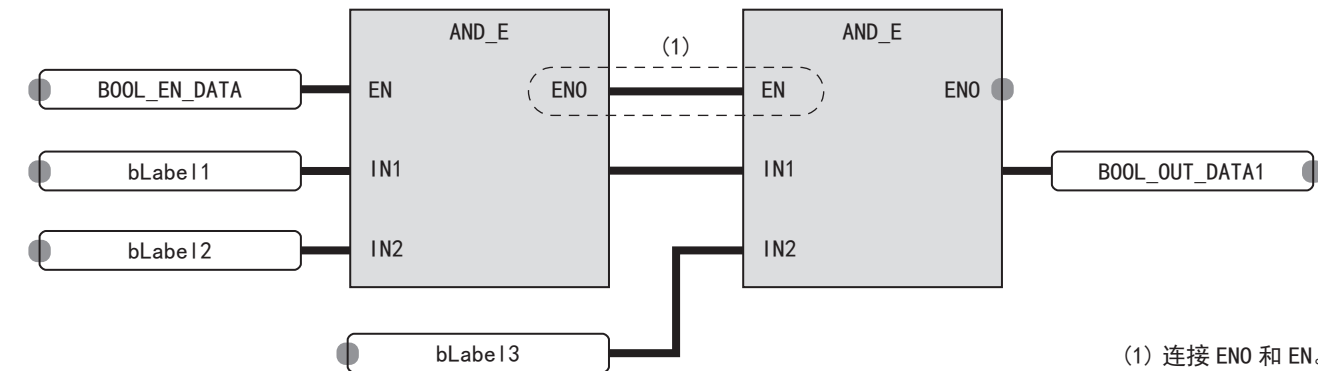 AND_E
AND_E
(1)
BOOL_EN_DATA
EN
ENO
EN
ENO
bLabel1
IN1
IN1
BOOL_OUT_DATA1
bLabel2
IN2
IN2
bLabel3
(1) 连接 ENO 和 EN。